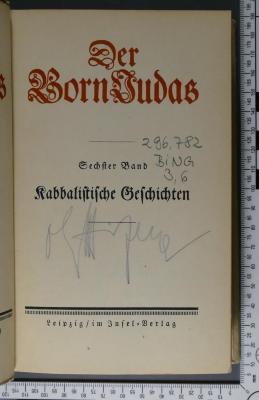 Der
Born Judas
296,782
BING
3,6
Sechster Band
Kabbalistische Geschichten
Leipzig / im Insel-Verlag